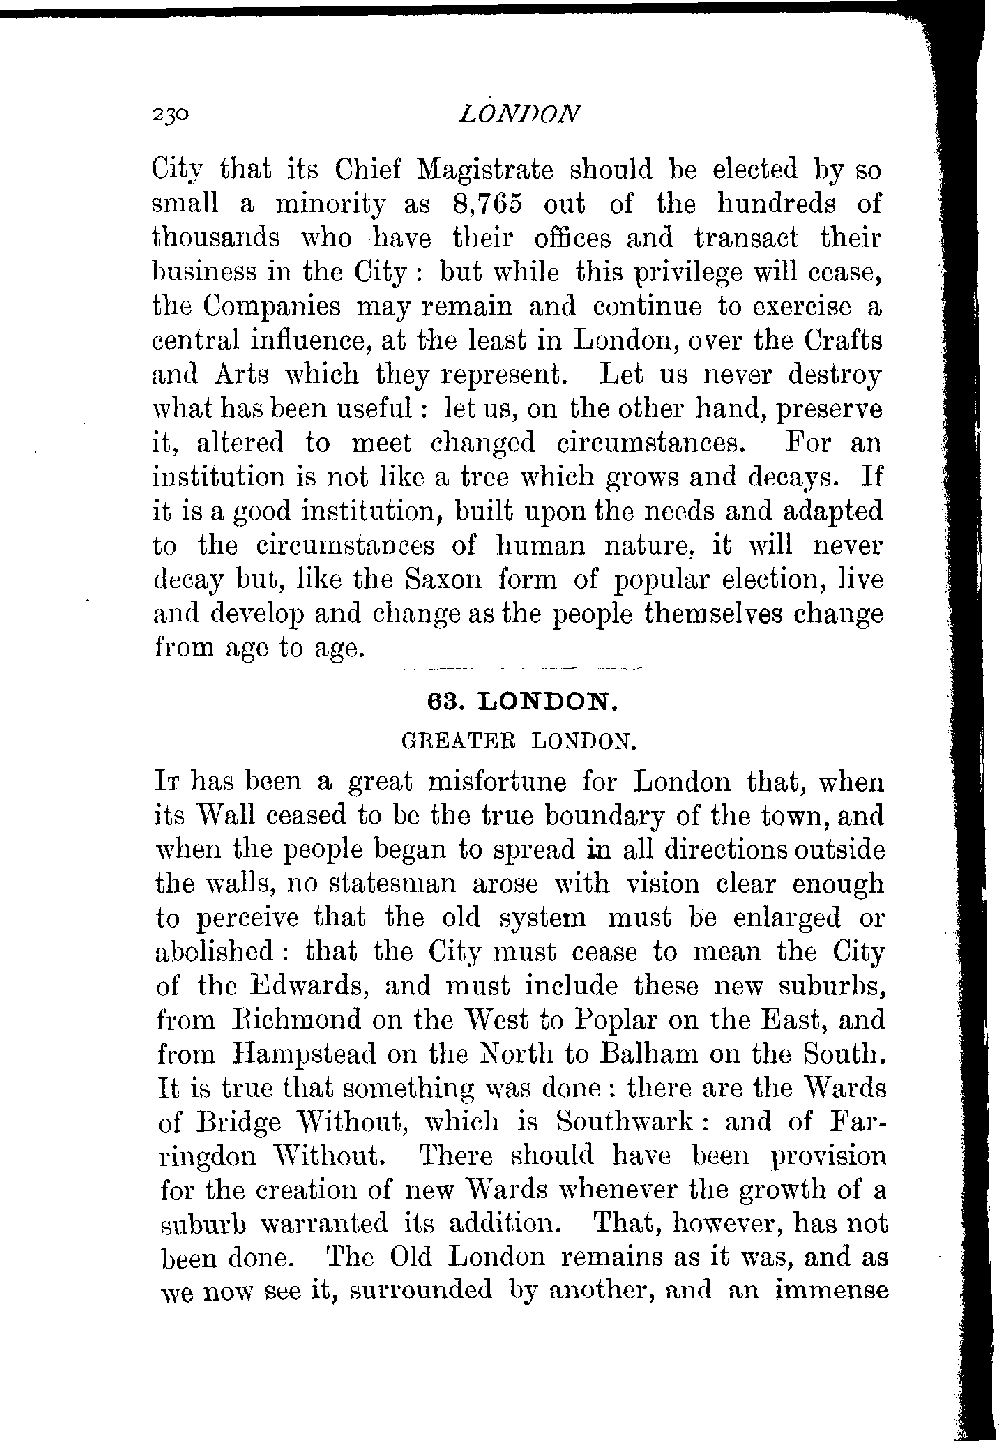 230 LONDON
City that its Chief Magistrate should be elected by so
small a minority as 8,765 out of the hundreds of
thousands who have their offices and transact their
business in the City : but while this privilege will cease,
the Companies may remain and continue to exercise a
central influence, at the least in London, over the Crafts
and Arts which they represent. Let us never destroy
what has been useful : let us, on the other hand, preserve
it, altered to meet changed circumstances. For an
institution is not like a tree which grows and decays. If
it is a good institution, built upon the needs and adapted
to the circumstances of human nature, it will never
decay but, like the Saxon form of popular election, live
and develop and change as the people themselves change
from age to age.
63. LONDON.
GREATER LONDON.
IT has been a great misfortune for London that, when
its Wall ceased to be the true boundary of the town, and
when the people began to spread in all directions outside
the walls, no statesman arose with vision clear enough
to perceive that the old system must be enlarged or
abolished : that the City must cease to mean the City
of the Edwards, and must include these new suburbs,
from Richmond on the West to Poplar on the East, and
from Hampstead on the North to Balham on the South.
It is true that something was done : there are the Wards
of Bridge Without, which is Southwark : and of Far-
ringdon Without. There should have been provision
for the creation of new Wards whenever the growth of a
suburb warranted its addition. That, however, has not
been done. The Old London remains as it was, and as
we now see it, surrounded by another, and an immense